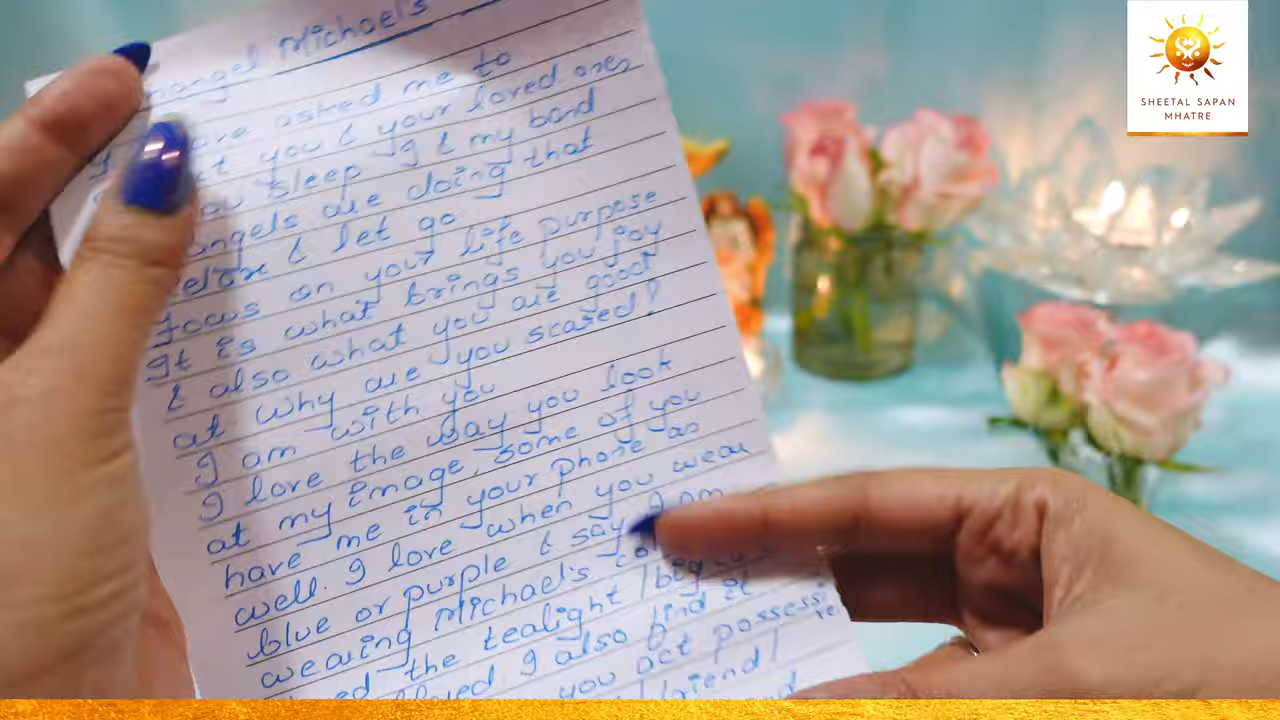 angel Michael's
asked me to
you & your loved ones
sleep. I & my band
angels are doing that
& let go
focus on your life purpose
It is what brings you joy
& also what you are good
at why are you scared!
I am with you
I love the way you look
at my image, some of you
have me in your phone as
well. I love when you wear
blue or purple & say I am
wearing Michael's
the tealight
I also find it
you act possessi
friend!
SHEETAL SAPAN
MHATRE